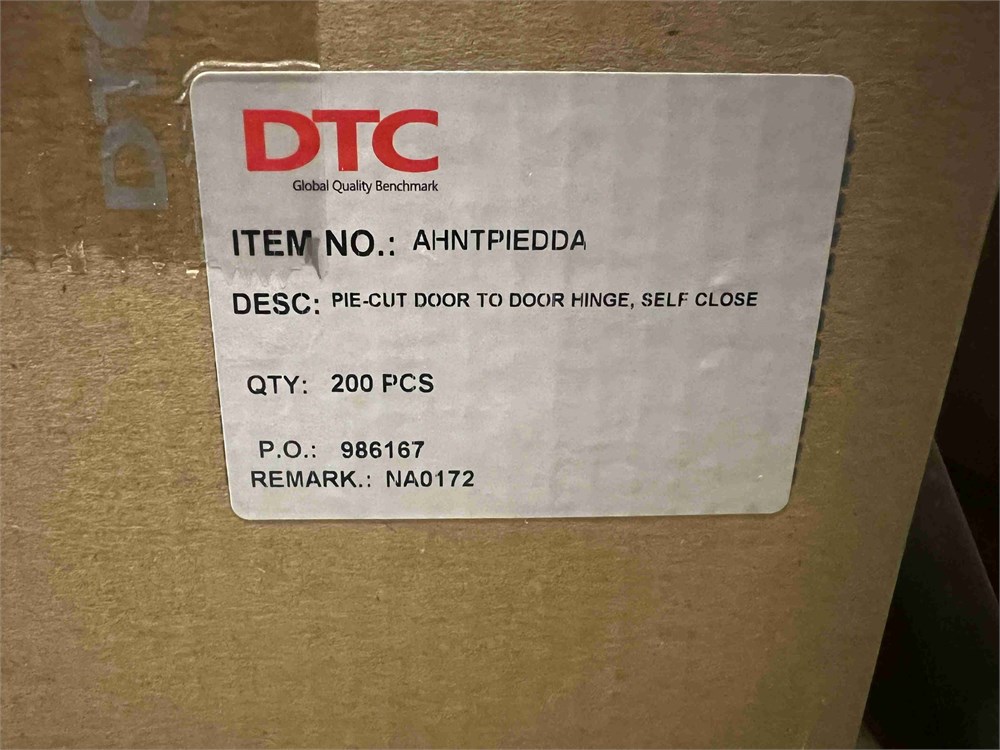 DTC
DTC
Global Quality Benchmark
ITEM NO.: AHNTPIEDDA
DESC: PIE-CUT DOOR TO DOOR HINGE, SELF CLOSE
QTY: 200 PCS
P.O.: 986167
REMARK.: NA0172